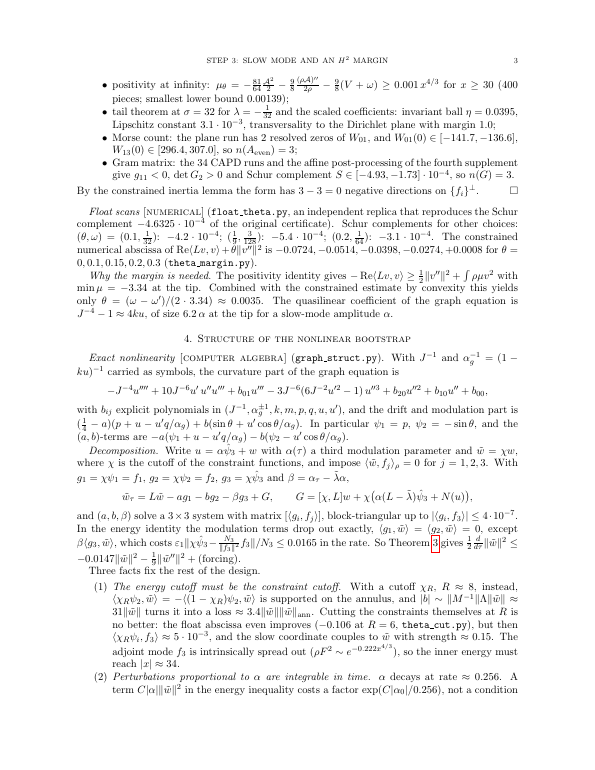 STEP 3: SLOW MODE AND AN H² MARGIN 3
• positivity at infinity: μ_θ = −81/64 𝒜²/2 − 9/8 (ρ𝒜)''/2ρ − 9/8 (V + ω) ≥ 0.001 x^{4/3} for x ≥ 30 (400
pieces; smallest lower bound 0.00139);
• tail theorem at σ = 32 for λ = −1/32 and the scaled coefficients: invariant ball η = 0.0395,
Lipschitz constant 3.1 · 10⁻³, transversality to the Dirichlet plane with margin 1.0;
• Morse count: the plane run has 2 resolved zeros of W₀₁, and W₀₁(0) ∈ [−141.7, −136.6],
W₁₃(0) ∈ [296.4, 307.0], so n(A_even) = 3;
• Gram matrix: the 34 CAPD runs and the affine post-processing of the fourth supplement
give g₁₁ < 0, det G₂ > 0 and Schur complement S ∈ [−4.93, −1.73] · 10⁻⁴, so n(G) = 3.
By the constrained inertia lemma the form has 3 − 3 = 0 negative directions on {f_i}^⊥. □
Float scans [NUMERICAL] (float_theta.py, an independent replica that reproduces the Schur
complement −4.6325 · 10⁻⁴ of the original certificate). Schur complements for other choices:
(θ, ω) = (0.1, 1/32): −4.2 · 10⁻⁴; (1/9, 3/128): −5.4 · 10⁻⁴; (0.2, 1/64): −3.1 · 10⁻⁴. The constrained
numerical abscissa of Re⟨Lv, v⟩ + θ‖v''‖² is −0.0724, −0.0514, −0.0398, −0.0274, +0.0008 for θ =
0, 0.1, 0.15, 0.2, 0.3 (theta_margin.py).
Why the margin is needed. The positivity identity gives − Re⟨Lv, v⟩ ≥ ½‖v''‖² + ∫ ρμv² with
min μ = −3.34 at the tip. Combined with the constrained estimate by convexity this yields
only θ = (ω − ω')/(2 · 3.34) ≈ 0.0035. The quasilinear coefficient of the graph equation is
J⁻⁴ − 1 ≈ 4ku, of size 6.2 α at the tip for a slow-mode amplitude α.
4. STRUCTURE OF THE NONLINEAR BOOTSTRAP
Exact nonlinearity [COMPUTER ALGEBRA] (graph_struct.py). With J⁻¹ and α_g⁻¹ = (1 −
ku)⁻¹ carried as symbols, the curvature part of the graph equation is
−J⁻⁴u'''' + 10J⁻⁶u' u''u''' + b₀₁u''' − 3J⁻⁶(6J⁻²u'² − 1) u''³ + b₂₀u''² + b₁₀u'' + b₀₀,
with b_{ij} explicit polynomials in (J⁻¹, α_g^{±1}, k, m, p, q, u, u'), and the drift and modulation part is
(¼ − a)(p + u − u'q/α_g) + b(sin θ + u' cos θ/α_g). In particular ψ₁ = p, ψ₂ = − sin θ, and the
(a, b)-terms are −a(ψ₁ + u − u'q/α_g) − b(ψ₂ − u' cos θ/α_g).
Decomposition. Write u = αψ̂₃ + w with α(τ) a third modulation parameter and w̃ = χw,
where χ is the cutoff of the constraint functions, and impose ⟨w̃, f_j⟩_ρ = 0 for j = 1, 2, 3. With
g₁ = χψ₁ = f₁, g₂ = χψ₂ = f₂, g₃ = χψ̂₃ and β = α_τ − λ̃α,
w̃_τ = Lw̃ − ag₁ − bg₂ − βg₃ + G, G = [χ, L]w + χ(α(L − λ̃)ψ̂₃ + N(u)),
and (a, b, β) solve a 3×3 system with matrix [⟨g_i, f_j⟩], block-triangular up to |⟨g_i, f₃⟩| ≤ 4·10⁻⁷.
In the energy identity the modulation terms drop out exactly, ⟨g₁, w̃⟩ = ⟨g₂, w̃⟩ = 0, except
β⟨g₃, w̃⟩, which costs ε₁‖χψ̂₃ − N₃/‖f₃‖² f₃‖/N₃ ≤ 0.0165 in the rate. So Theorem 3 gives ½ d/dτ ‖w̃‖² ≤
−0.0147‖w̃‖² − 1/9‖w̃''‖² + (forcing).
Three facts fix the rest of the design.
(1) The energy cutoff must be the constraint cutoff. With a cutoff χ_R, R ≈ 8, instead,
⟨χ_Rψ₂, w̃⟩ = −⟨(1 − χ_R)ψ₂, w̃⟩ is supported on the annulus, and |b| ∼ ‖M⁻¹‖Λ‖w̃‖ ≈
31‖w̃‖ turns it into a loss ≈ 3.4‖w̃‖‖w̃‖_ann. Cutting the constraints themselves at R is
no better: the float abscissa even improves (−0.106 at R = 6, theta_cut.py), but then
⟨χ_Rψ_i, f₃⟩ ≈ 5 · 10⁻³, and the slow coordinate couples to w̃ with strength ≈ 0.15. The
adjoint mode f₃ is intrinsically spread out (ρF² ∼ e^{−0.222x^{4/3}}), so the inner energy must
reach |x| ≈ 34.
(2) Perturbations proportional to α are integrable in time. α decays at rate ≈ 0.256. A
term C|α|‖w̃‖² in the energy inequality costs a factor exp(C|α₀|/0.256), not a condition